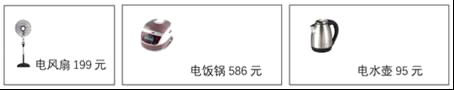 电风扇 199 元
电饭锅 586 元
电水壶 95 元